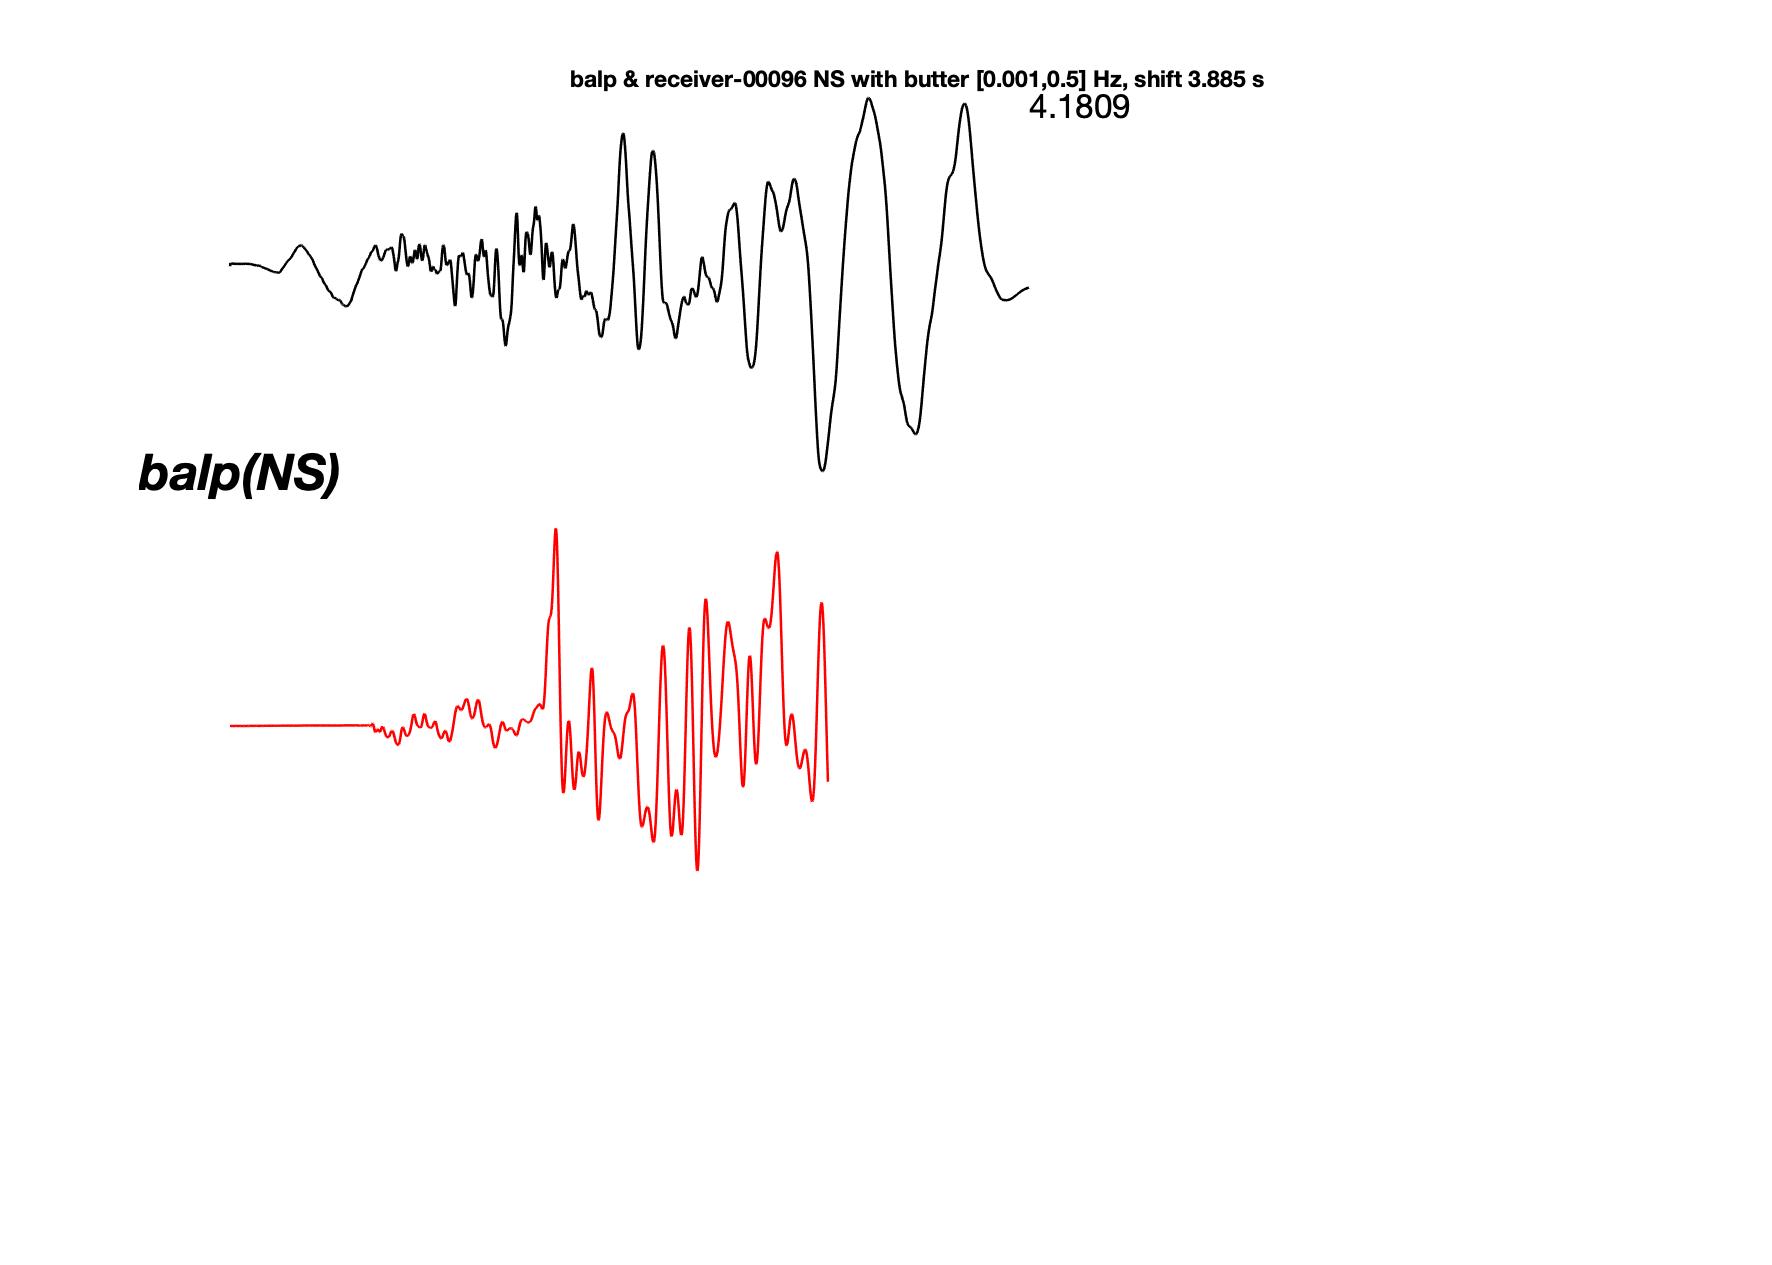 balp & receiver-00096 NS with butter [0.001,0.5] Hz, shift 3.885 s
4.1809
balp(NS)